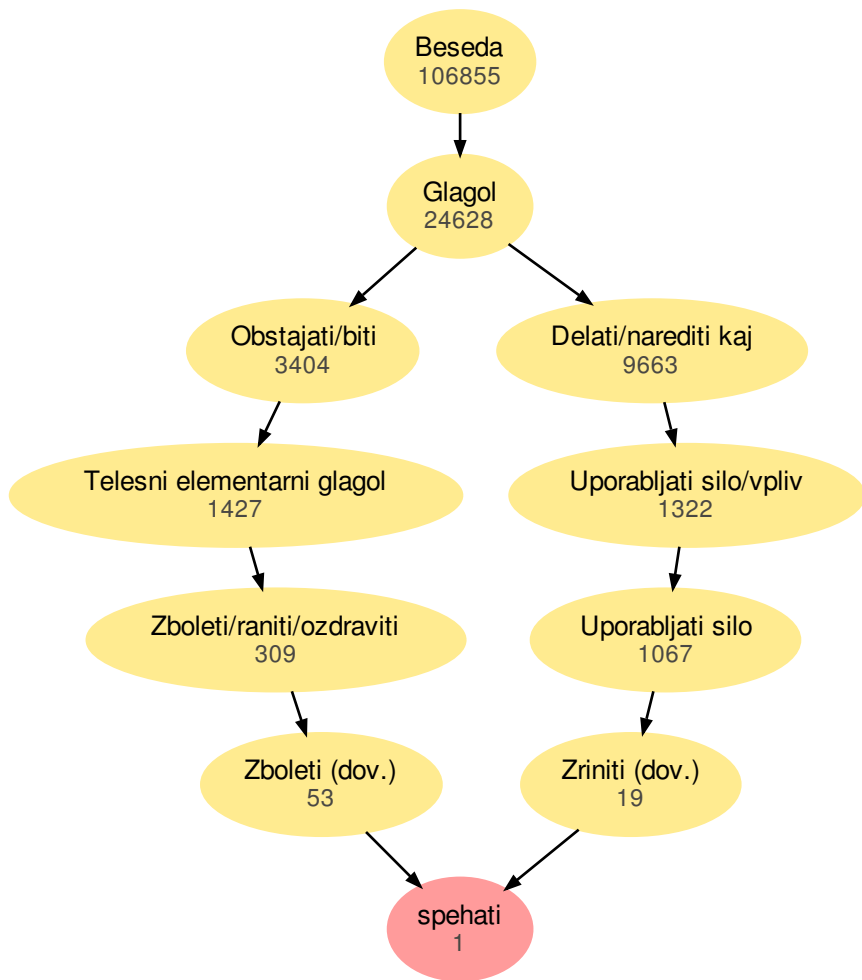 Beseda
106855
Glagol
24628
Obstajati/biti
3404
Delati/narediti kaj
9663
Telesni elementarni glagol
1427
Uporabljati silo/vpliv
1322
Zboleti/raniti/ozdraviti
309
Uporabljati silo
1067
Zboleti (dov.)
53
Zriniti (dov.)
19
spehati
1